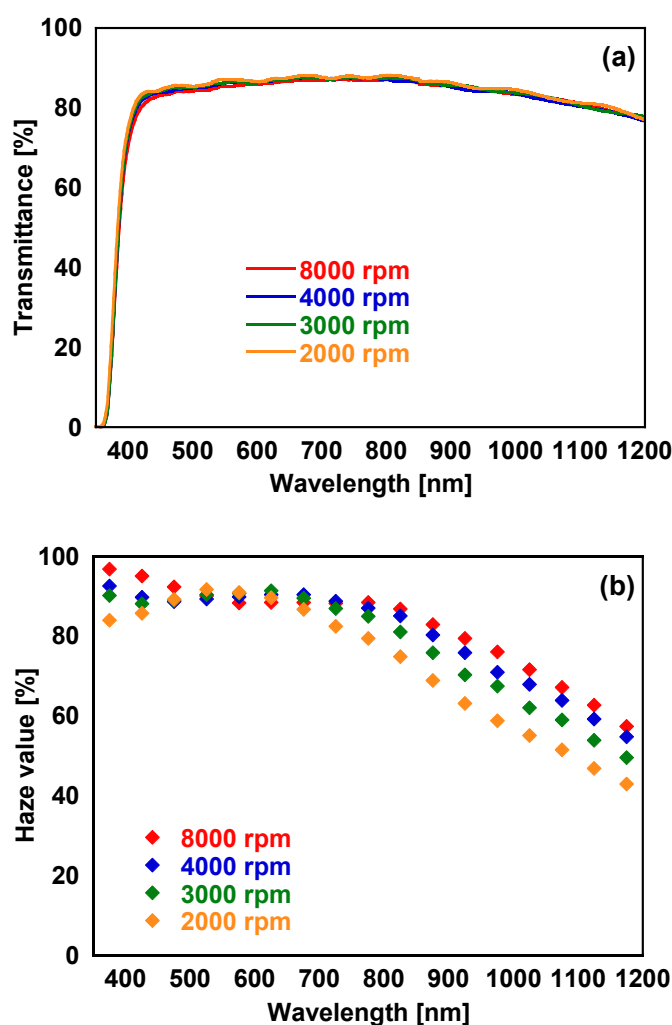 100
(a)
80
60
40
20
0
Transmittance [%]
8000 rpm
4000 rpm
3000 rpm
2000 rpm
400 500 600 700 800 900 1000 1100 1200
Wavelength [nm]
100
(b)
80
60
40
20
0
Haze value [%]
8000 rpm
4000 rpm
3000 rpm
2000 rpm
400 500 600 700 800 900 1000 1100 1200
Wavelength [nm]